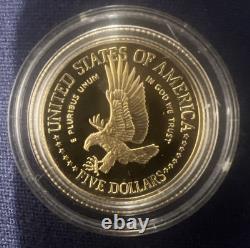 UNITED STATES OF AMERICA
E PLURIBUS UNUM
IN GOD WE TRUST
FIVE DOLLARS
ebay